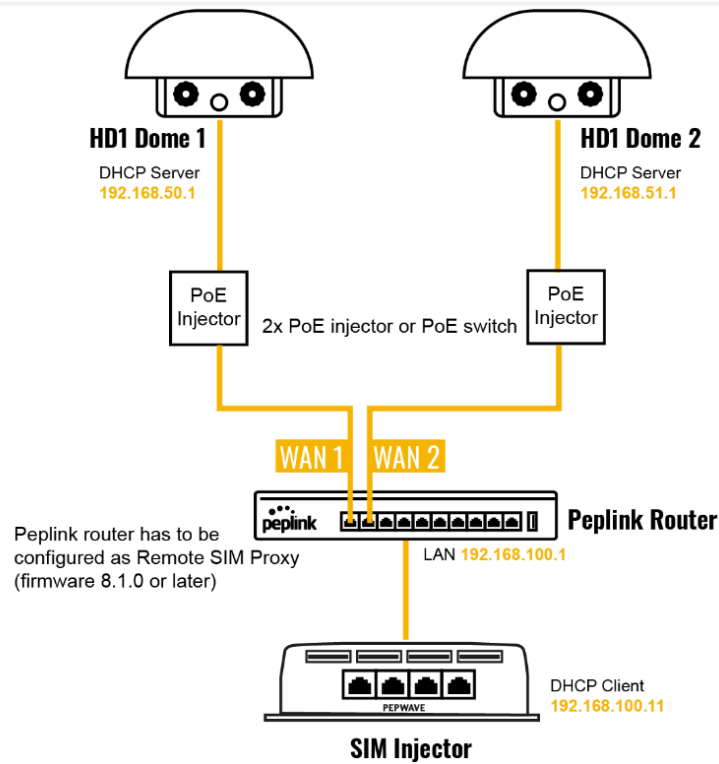 HD1 Dome 1
DHCP Server
192.168.50.1
HD1 Dome 2
DHCP Server
192.168.51.1
PoE
Injector
2x PoE injector or PoE switch
PoE
Injector
WAN 1
WAN 2
peplink
Peplink Router
Peplink router has to be
configured as Remote SIM Proxy
(firmware 8.1.0 or later)
LAN 192.168.100.1
PEPWAVE
DHCP Client
192.168.100.11
SIM Injector